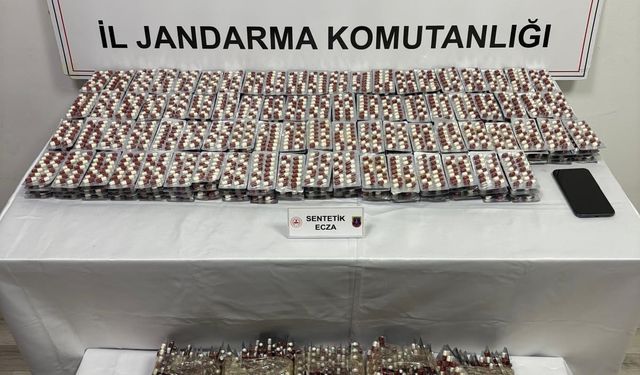 İL JANDARMA KOMUTANLIĞI
SENTETİK
ECZA